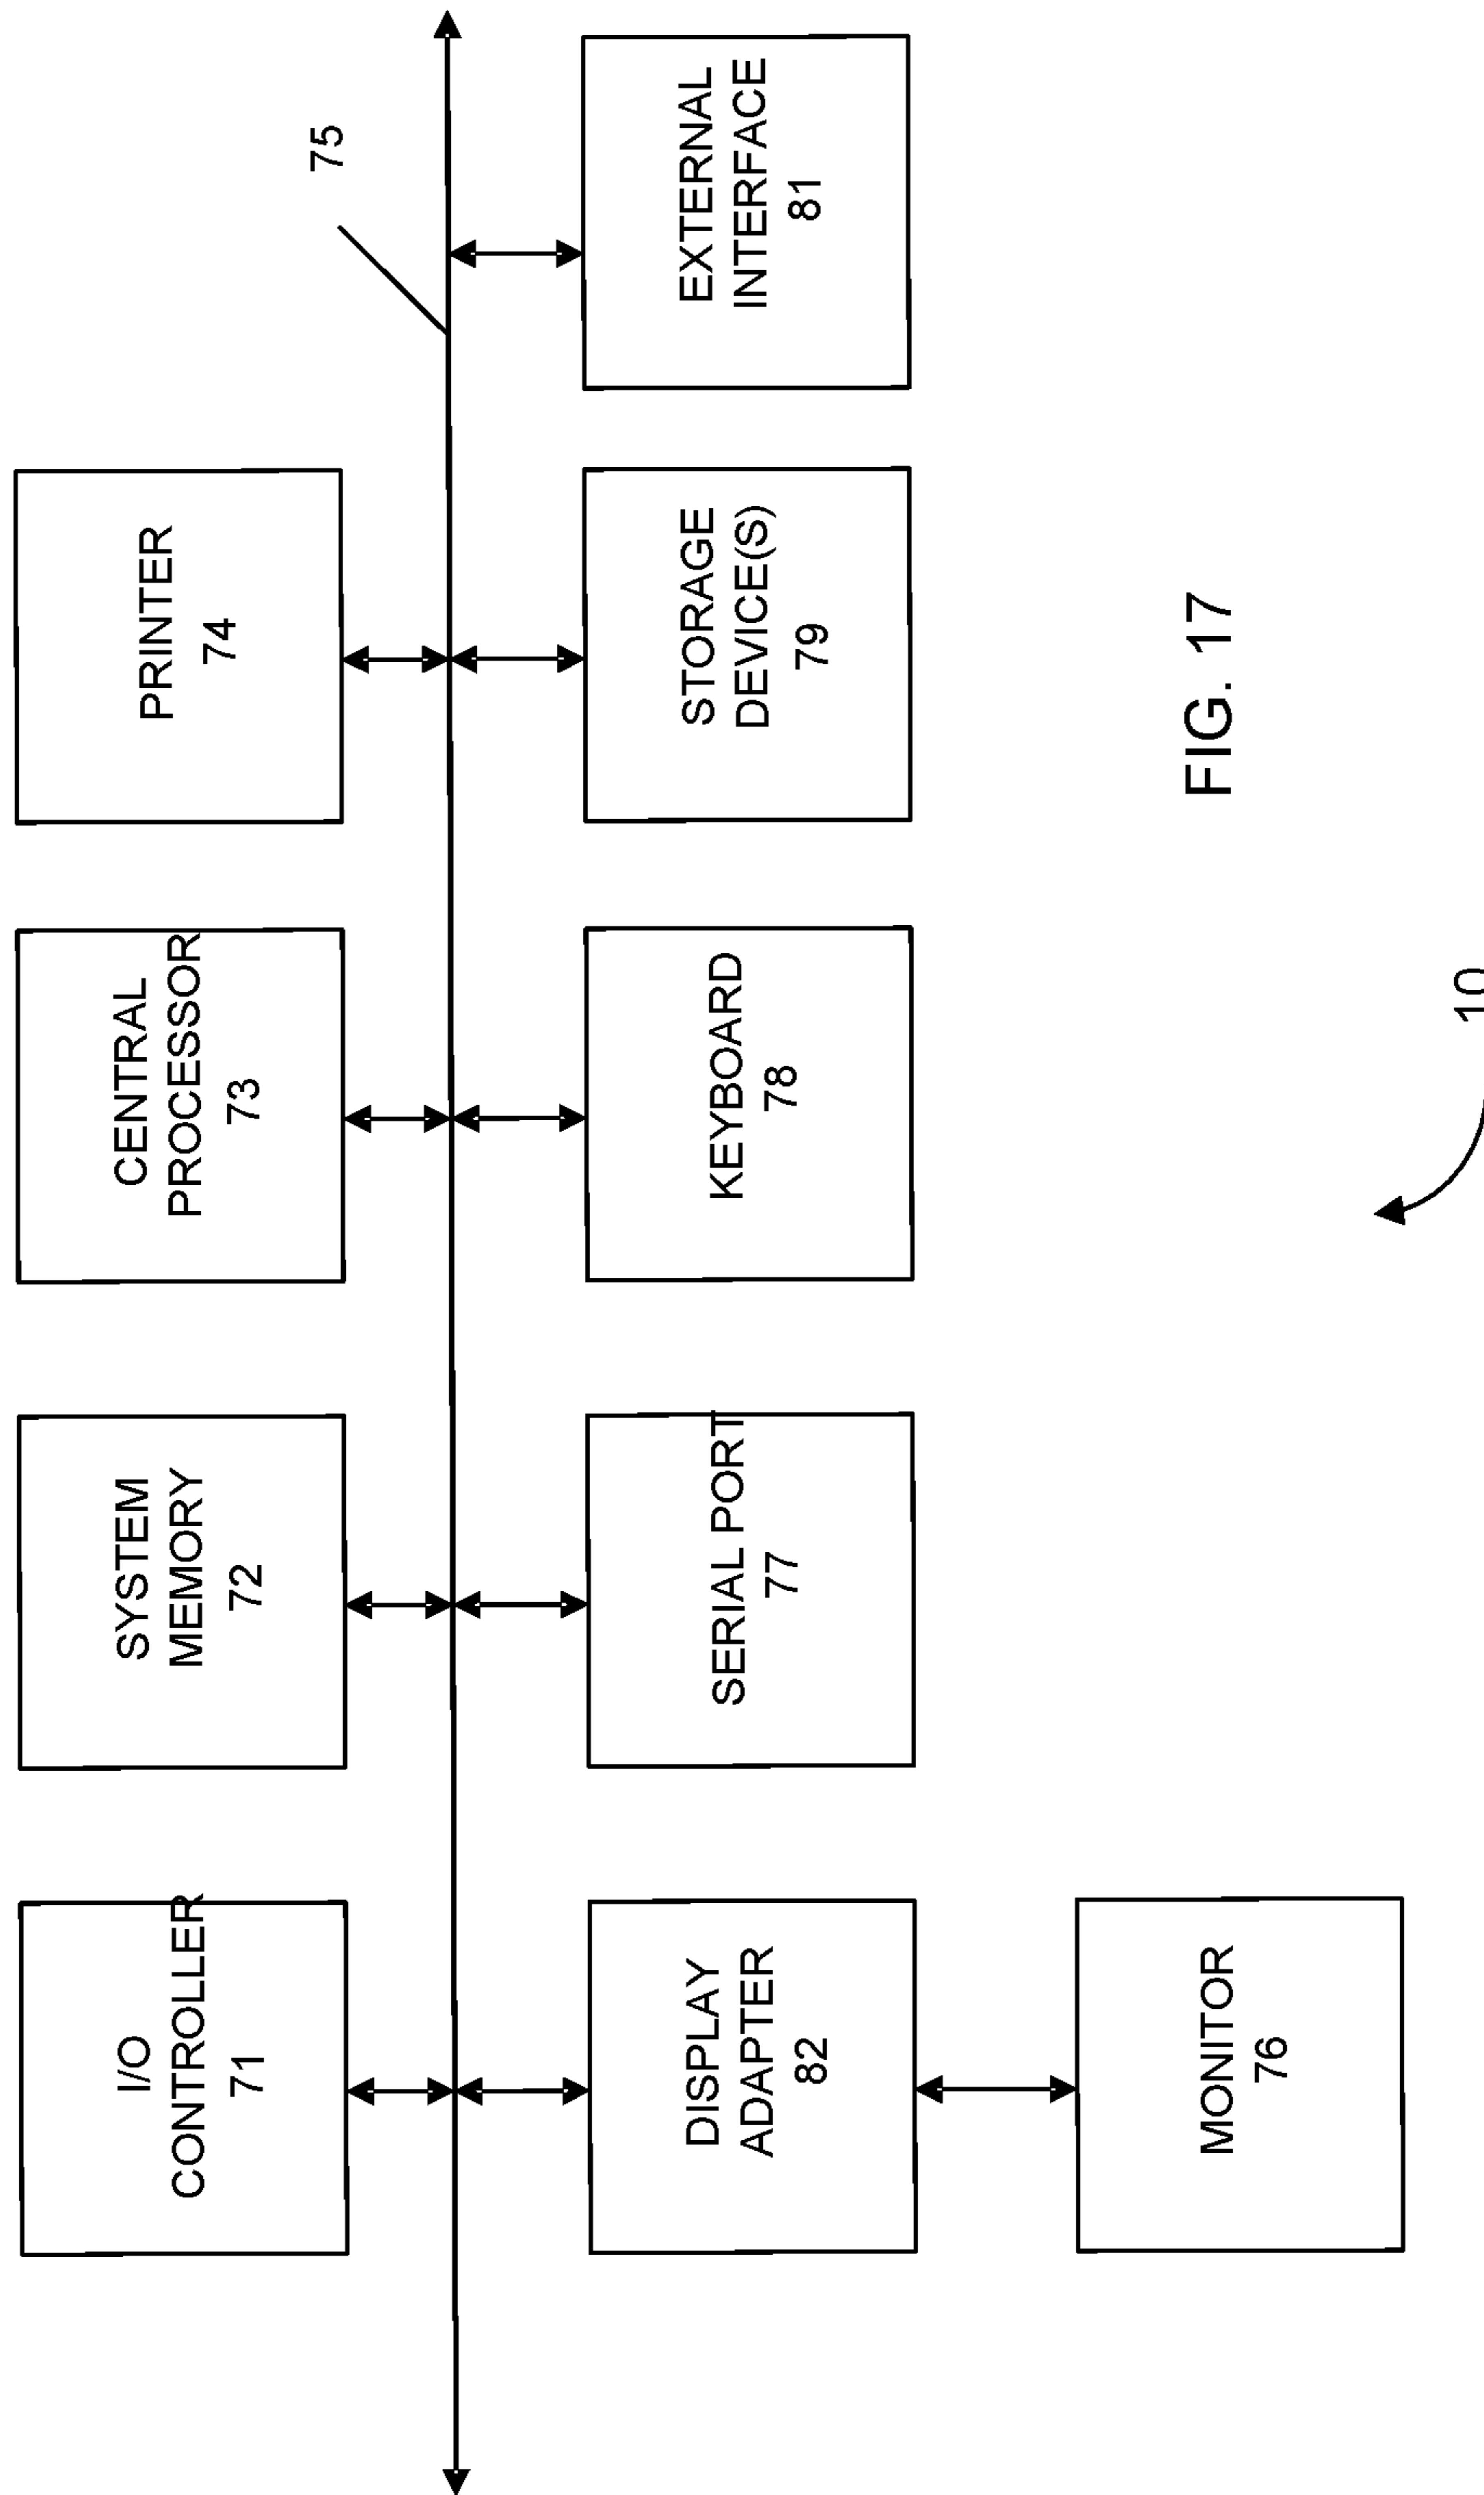 I/O
CONTROLLER
71
SYSTEM
MEMORY
72
CENTRAL
PROCESSOR
73
PRINTER
74
75
DISPLAY
ADAPTER
82
SERIAL PORT
77
KEYBOARD
78
STORAGE
DEVICE(S)
79
EXTERNAL
INTERFACE
81
MONITOR
76
FIG. 17
10